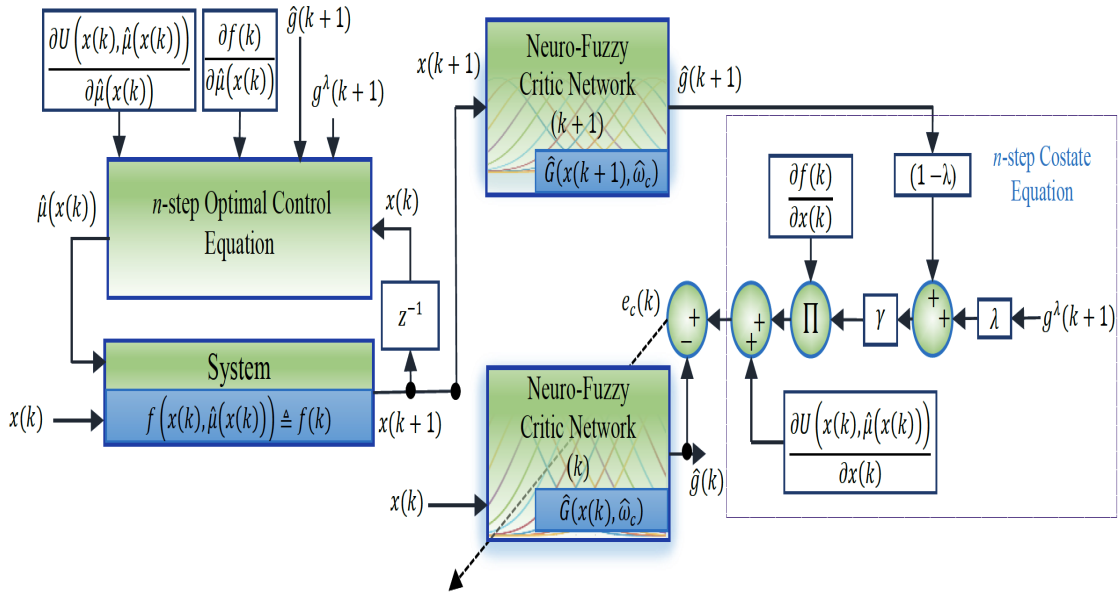 ∂U(x(k), μ̂(x(k)))
∂μ̂(x(k))
∂f(k)
∂μ̂(x(k))
ĝ(k+1)
g^λ(k+1)
n-step Optimal Control
Equation
μ̂(x(k))
x(k)
z⁻¹
System
f(x(k), μ̂(x(k))) ≜ f(k)
x(k)
x(k+1)
x(k+1)
Neuro-Fuzzy
Critic Network
(k+1)
Ĝ(x(k+1), ω̂_c)
ĝ(k+1)
n-step Costate
Equation
(1−λ)
∂f(k)
∂x(k)
e_c(k)
+
−
+
+
Π
γ
+
+
λ
g^λ(k+1)
∂U(x(k), μ̂(x(k)))
∂x(k)
Neuro-Fuzzy
Critic Network
(k)
Ĝ(x(k), ω̂_c)
x(k)
ĝ(k)